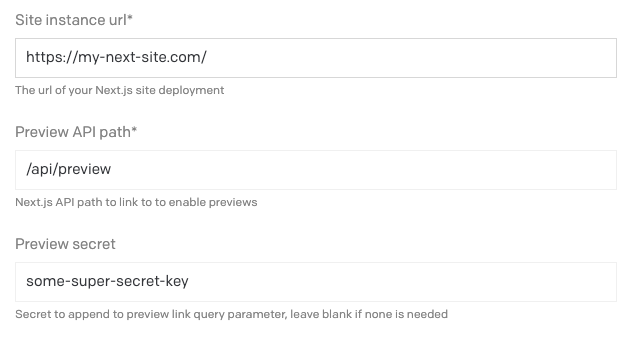 Site instance url*
https://my-next-site.com/
The url of your Next.js site deployment
Preview API path*
/api/preview
Next.js API path to link to to enable previews
Preview secret
some-super-secret-key
Secret to append to preview link query parameter, leave blank if none is needed